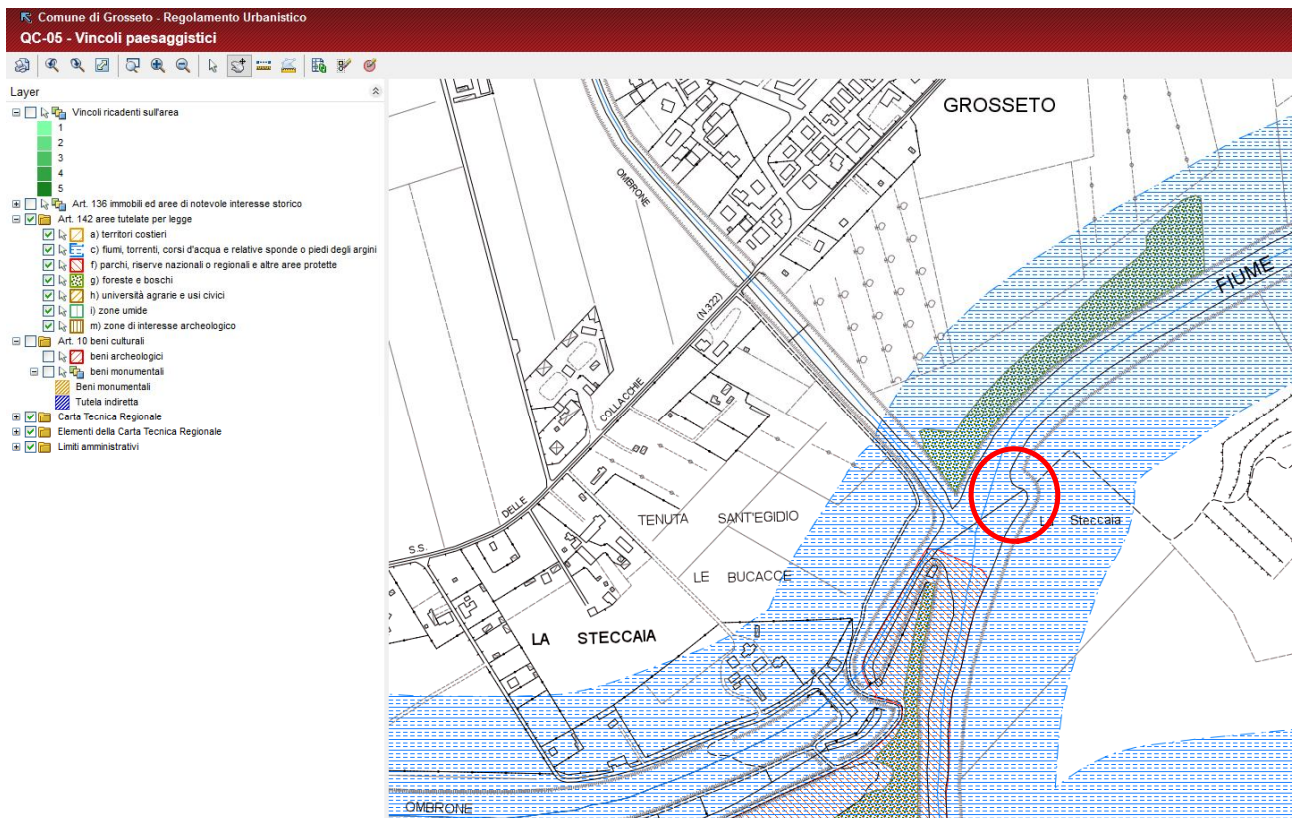 Comune di Grosseto - Regolamento Urbanistico
QC-05 - Vincoli paesaggistici
Layer
Vincoli ricadenti sull'area
1
2
3
4
5
Art. 136 immobili ed aree di notevole interesse storico
Art. 142 aree tutelate per legge
a) territori costieri
c) fiumi, torrenti, corsi d'acqua e relative sponde o piedi degli argini
f) parchi, riserve nazionali o regionali e altre aree protette
g) foreste e boschi
h) università agrarie e usi civici
i) zone umide
m) zone di interesse archeologico
Art. 10 beni culturali
beni archeologici
beni monumentali
Beni monumentali
Tutela indiretta
Carta Tecnica Regionale
Elementi della Carta Tecnica Regionale
Limiti amministrativi
GROSSETO
OMBRONE
FIUME
(N.322)
COLLACCHIE
DELLE
S.S.
TENUTA SANT'EGIDIO
LA Steccaia
LE BUCACCE
LA STECCAIA
OMBRONE